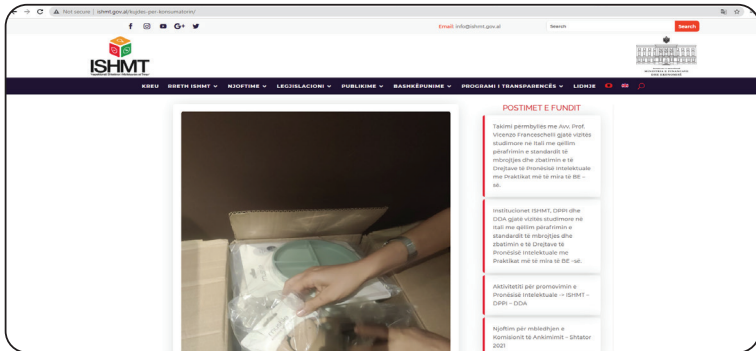 Not secure | ishmt.gov.al/kujdes-per-konsumatorin/
Email: info@ishmt.gov.al
Search
Search
ISHMT
KREU RRETH ISHMT NJOFTIME LEGJISLACIONI PUBLIKIME BASHKËPUNIME PROGRAMI I TRANSPARENCËS LIDHJE
POSTIMET E FUNDIT
Takimi përmbylles me Avv. Prof.
Vicenzo Franceschelli gjatë vizitës
studimore në Itali me qëllim
përafrimin e standardit të
mbrojtjes dhe zbatimin e të
Drejtave të Pronësisë Intelektuale
me Praktikat më të mira të BE –
së.
Institucionet ISHMT, DPPI dhe
DDA gjatë vizitës studimore në
Itali me qëllim përafrimin e
standardit të mbrojtjes dhe
zbatimin e të Drejtave të
Pronësisë Intelektuale me
Praktikat më të mira të BE –së.
Aktivitetiti për promovimin e
Pronësisë Intelektuale -> ISHMT –
DPPI – DDA
Njoftim për mbledhjen e
Komisionit të Ankimimit – Shtator
2021